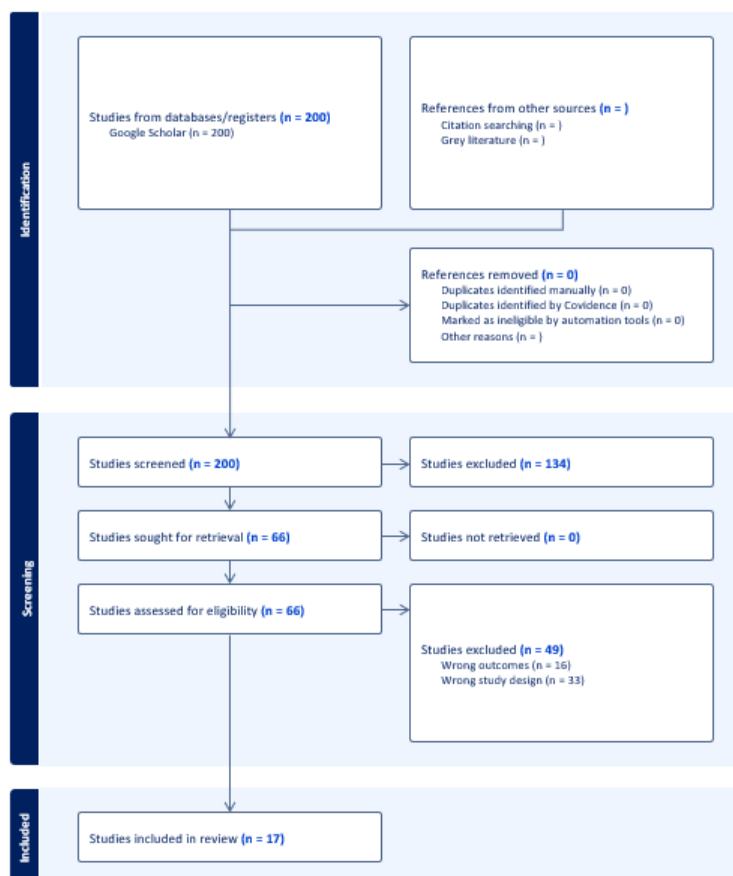 Identification
Studies from databases/registers (n = 200)
Google Scholar (n = 200)
References from other sources (n = )
Citation searching (n = )
Grey literature (n = )
References removed (n = 0)
Duplicates identified manually (n = 0)
Duplicates identified by Covidence (n = 0)
Marked as ineligible by automation tools (n = 0)
Other reasons (n = )
Screening
Studies screened (n = 200)
Studies excluded (n = 134)
Studies sought for retrieval (n = 66)
Studies not retrieved (n = 0)
Studies assessed for eligibility (n = 66)
Studies excluded (n = 49)
Wrong outcomes (n = 16)
Wrong study design (n = 33)
Included
Studies included in review (n = 17)